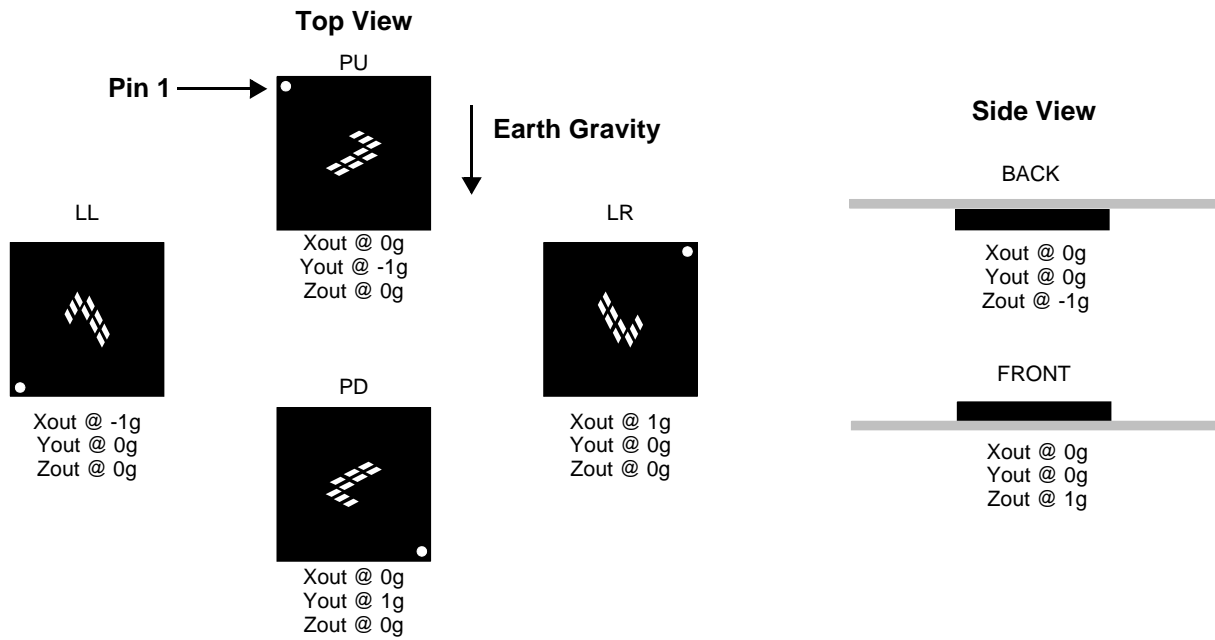 Top View
PU
Pin 1
Earth Gravity
Xout @ 0g
Yout @ -1g
Zout @ 0g
LL
Xout @ -1g
Yout @ 0g
Zout @ 0g
LR
Xout @ 1g
Yout @ 0g
Zout @ 0g
PD
Xout @ 0g
Yout @ 1g
Zout @ 0g
Side View
BACK
Xout @ 0g
Yout @ 0g
Zout @ -1g
FRONT
Xout @ 0g
Yout @ 0g
Zout @ 1g